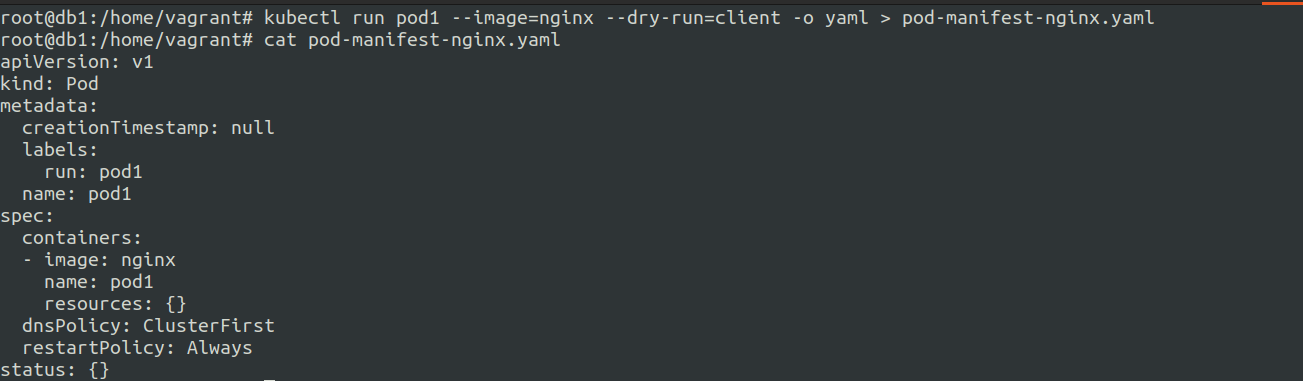 root@db1:/home/vagrant# kubectl run pod1 --image=nginx --dry-run=client -o yaml > pod-manifest-nginx.yaml
root@db1:/home/vagrant# cat pod-manifest-nginx.yaml
apiVersion: v1
kind: Pod
metadata:
  creationTimestamp: null
  labels:
    run: pod1
  name: pod1
spec:
  containers:
  - image: nginx
    name: pod1
    resources: {}
  dnsPolicy: ClusterFirst
  restartPolicy: Always
status: {}